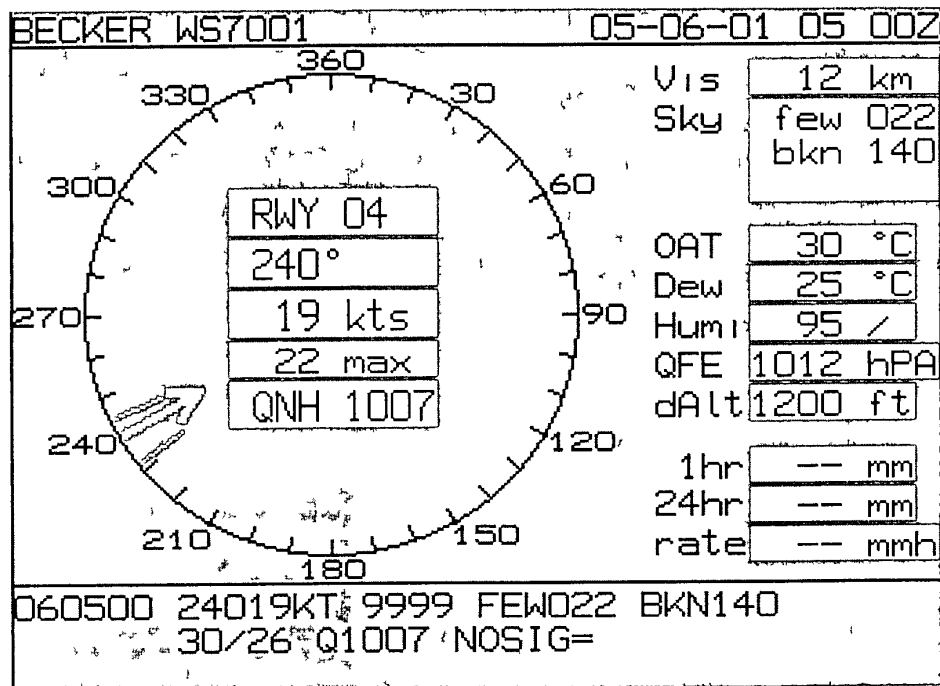 BECKER WS7001 05-06-01 05 00Z
360
330 30
300 60
270 90
240 120
210 150
180
RWY 04
240°
19 kts
22 max
QNH 1007
Vis 12 km
Sky few 022
bkn 140
OAT 30 °C
Dew 25 °C
Humi 95 /
QFE 1012 hPA
dAlt 1200 ft
1hr -- mm
24hr -- mm
rate -- mmh
060500 24019KT 9999 FEW022 BKN140
30/26 Q1007 NOSIG=